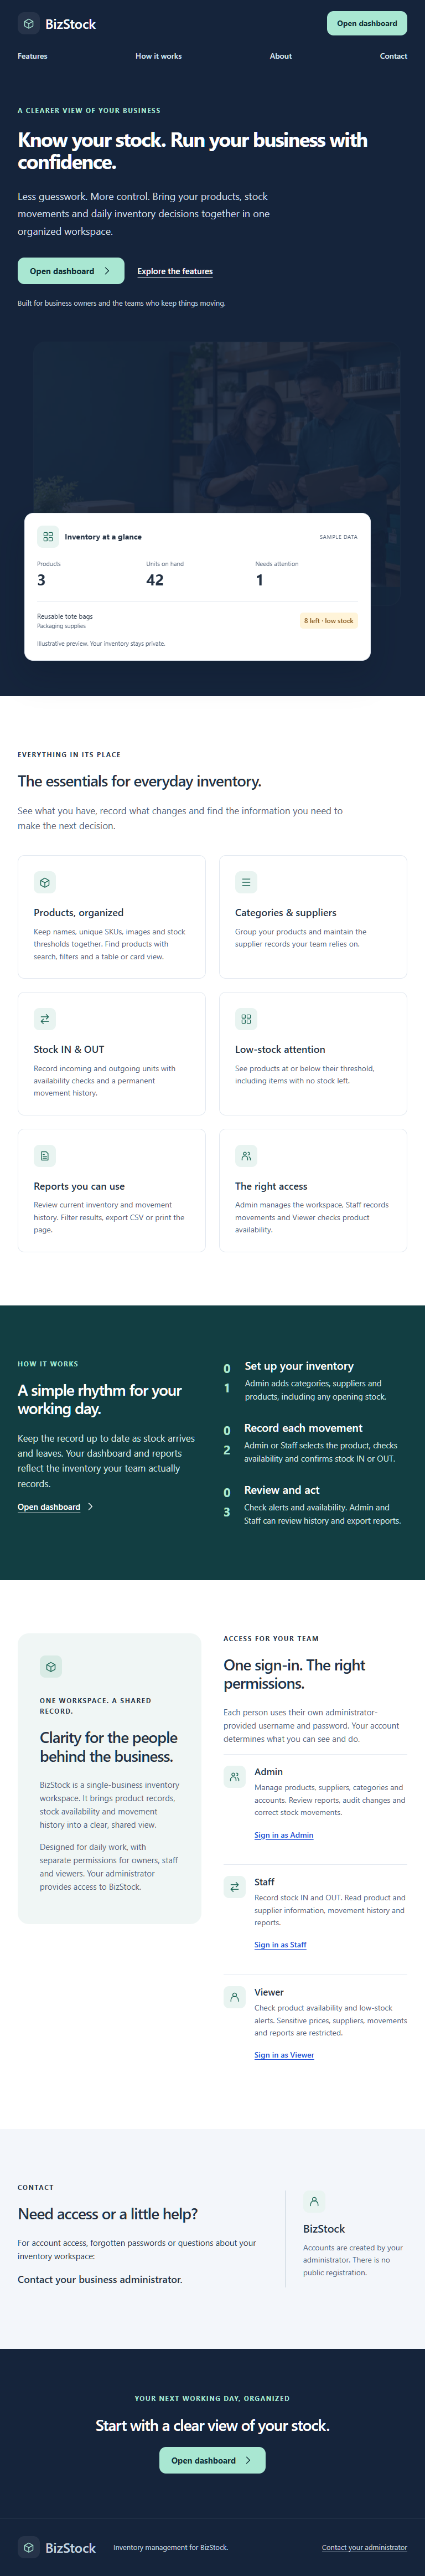 BizStock
Open dashboard
Features
How it works
About
Contact
A CLEARER VIEW OF YOUR BUSINESS
Know your stock. Run your business with
confidence.
Less guesswork. More control. Bring your products, stock
movements and daily inventory decisions together in one
organized workspace.
Open dashboard
Explore the features
Built for business owners and the teams who keep things moving.
Inventory at a glance
SAMPLE DATA
Products
Units on hand
Needs attention
3
42
1
Reusable tote bags
Packaging supplies
8 left · low stock
Illustrative preview. Your inventory stays private.
EVERYTHING IN ITS PLACE
The essentials for everyday inventory.
See what you have, record what changes and find the information you need to
make the next decision.
Products, organized
Keep names, unique SKUs, images and stock
thresholds together. Find products with
search, filters and a table or card view.
Categories & suppliers
Group your products and maintain the
supplier records your team relies on.
Stock IN & OUT
Record incoming and outgoing units with
availability checks and a permanent
movement history.
Low-stock attention
See products at or below their threshold,
including items with no stock left.
Reports you can use
Review current inventory and movement
history. Filter results, export CSV or print the
page.
The right access
Admin manages the workspace, Staff records
movements and Viewer checks product
availability.
HOW IT WORKS
A simple rhythm for your
working day.
Keep the record up to date as stock arrives
and leaves. Your dashboard and reports
reflect the inventory your team actually
records.
Open dashboard
0
1
Set up your inventory
Admin adds categories, suppliers and
products, including any opening stock.
0
2
Record each movement
Admin or Staff selects the product, checks
availability and confirms stock IN or OUT.
0
3
Review and act
Check alerts and availability. Admin and
Staff can review history and export reports.
ONE WORKSPACE. A SHARED
RECORD.
Clarity for the people
behind the business.
BizStock is a single-business inventory
workspace. It brings product records,
stock availability and movement
history into a clear, shared view.
Designed for daily work, with
separate permissions for owners, staff
and viewers. Your administrator
provides access to BizStock.
ACCESS FOR YOUR TEAM
One sign-in. The right
permissions.
Each person uses their own administrator-
provided username and password. Your account
determines what you can see and do.
Admin
Manage products, suppliers, categories and
accounts. Review reports, audit changes and
correct stock movements.
Sign in as Admin
Staff
Record stock IN and OUT. Read product and
supplier information, movement history and
reports.
Sign in as Staff
Viewer
Check product availability and low-stock
alerts. Sensitive prices, suppliers, movements
and reports are restricted.
Sign in as Viewer
CONTACT
Need access or a little help?
For account access, forgotten passwords or questions about your
inventory workspace:
Contact your business administrator.
BizStock
Accounts are created by your
administrator. There is no
public registration.
YOUR NEXT WORKING DAY, ORGANIZED
Start with a clear view of your stock.
Open dashboard
BizStock
Inventory management for BizStock.
Contact your administrator